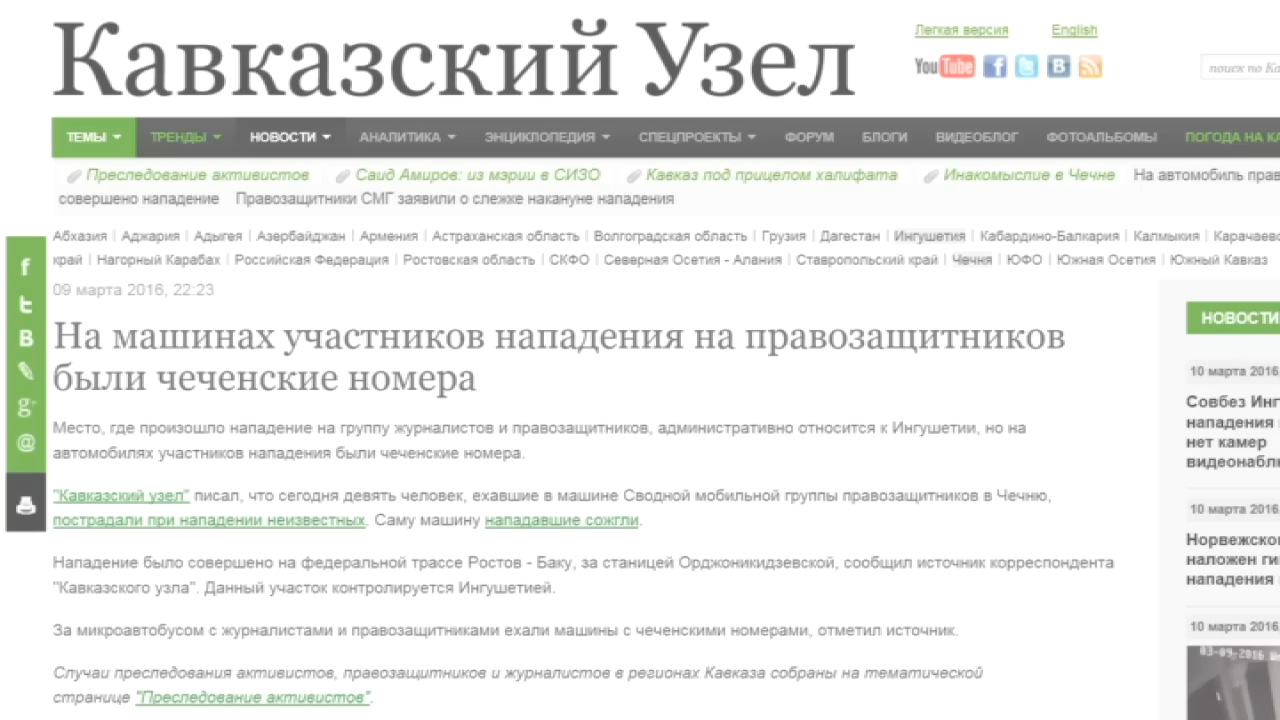 Кавказский Узел
Легкая версия English
You Tube
поиск по
ТЕМЫ ТРЕНДЫ НОВОСТИ АНАЛИТИКА ЭНЦИКЛОПЕДИЯ СПЕЦПРОЕКТЫ ФОРУМ БЛОГИ ВИДЕОБЛОГ ФОТОАЛЬБОМЫ ПОГОДА НА
Преследование активистов Саид Амиров: из мэрии в СИЗО Кавказ под прицелом халифата Инакомыслие в Чечне На автомобиль прав
совершено нападение Правозащитники СМГ заявили о слежке накануне нападения
Абхазия | Аджария | Адыгея | Азербайджан | Армения | Астраханская область | Волгоградская область | Грузия | Дагестан | Ингушетия | Кабардино-Балкария | Калмыкия | Карачаево
край | Нагорный Карабах | Российская Федерация | Ростовская область | СКФО | Северная Осетия - Алания | Ставропольский край | Чечня | ЮФО | Южная Осетия | Южный Кавказ
09 марта 2016, 22:23
На машинах участников нападения на правозащитников
были чеченские номера
Место, где произошло нападение на группу журналистов и правозащитников, административно относится к Ингушетии, но на
автомобилях участников нападения были чеченские номера.
"Кавказский узел" писал, что сегодня девять человек, ехавшие в машине Сводной мобильной группы правозащитников в Чечню,
пострадали при нападении неизвестных. Саму машину нападавшие сожгли.
Нападение было совершено на федеральной трассе Ростов - Баку, за станицей Орджоникидзевской, сообщил источник корреспондента
"Кавказского узла". Данный участок контролируется Ингушетией.
За микроавтобусом с журналистами и правозащитниками ехали машины с чеченскими номерами, отметил источник.
Случаи преследования активистов, правозащитников и журналистов в регионах Кавказа собраны на тематической
странице "Преследование активистов".
НОВОСТИ
10 марта 2016,
Совбез Инг
нападения
нет камер
видеонабл
10 марта 2016,
Норвежско
наложен ги
нападения
10 марта 2016,
03-09-2016